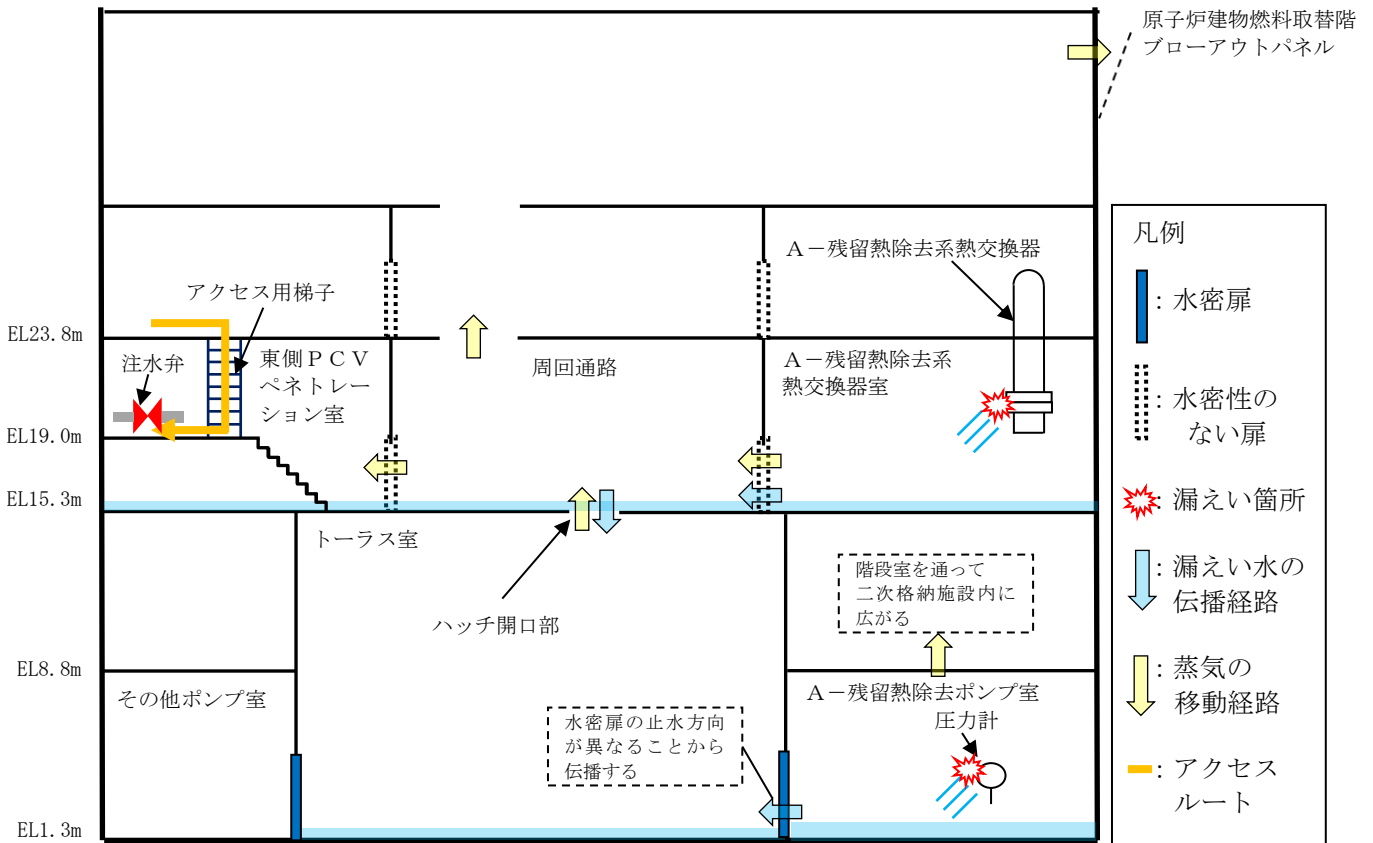 原子炉建物燃料取替階
ブローアウトパネル
A－残留熱除去系熱交換器
アクセス用梯子
EL23.8m
注水弁
東側PCV
ペネトレー
ション室
周回通路
A－残留熱除去系
熱交換器室
EL19.0m
EL15.3m
トーラス室
ハッチ開口部
階段室を通って
二次格納施設内に
広がる
EL8.8m
その他ポンプ室
A－残留熱除去ポンプ室
圧力計
水密扉の止水方向
が異なることから
伝播する
EL1.3m
凡例
：水密扉
：水密性の
ない扉
：漏えい箇所
：漏えい水の
伝播経路
：蒸気の
移動経路
：アクセス
ルート